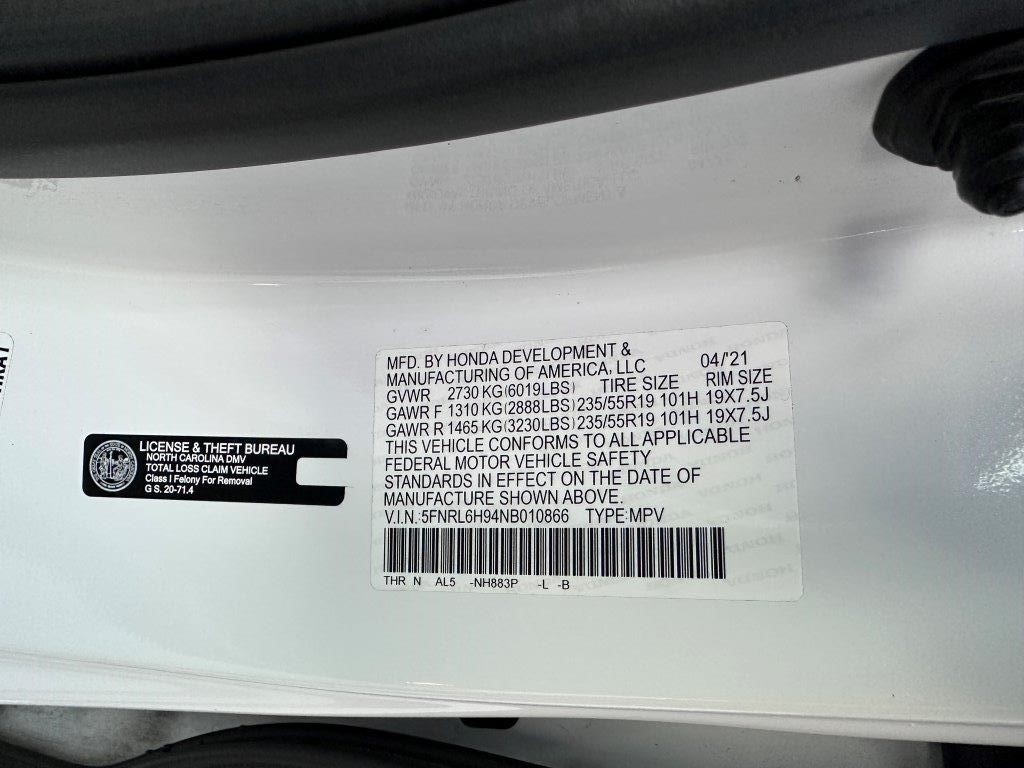 LICENSE & THEFT BUREAU
NORTH CAROLINA DMV
TOTAL LOSS CLAIM VEHICLE
Class I Felony For Removal
G S. 20-71.4
MFD. BY HONDA DEVELOPMENT & 04/'21
MANUFACTURING OF AMERICA, LLC
GVWR 2730 KG(6019LBS) TIRE SIZE RIM SIZE
GAWR F 1310 KG(2888LBS)235/55R19 101H 19X7.5J
GAWR R 1465 KG(3230LBS)235/55R19 101H 19X7.5J
THIS VEHICLE CONFORMS TO ALL APPLICABLE
FEDERAL MOTOR VEHICLE SAFETY
STANDARDS IN EFFECT ON THE DATE OF
MANUFACTURE SHOWN ABOVE.
V.I.N.:5FNRL6H94NB010866 TYPE:MPV
THR N AL5 -NH883P -L -B